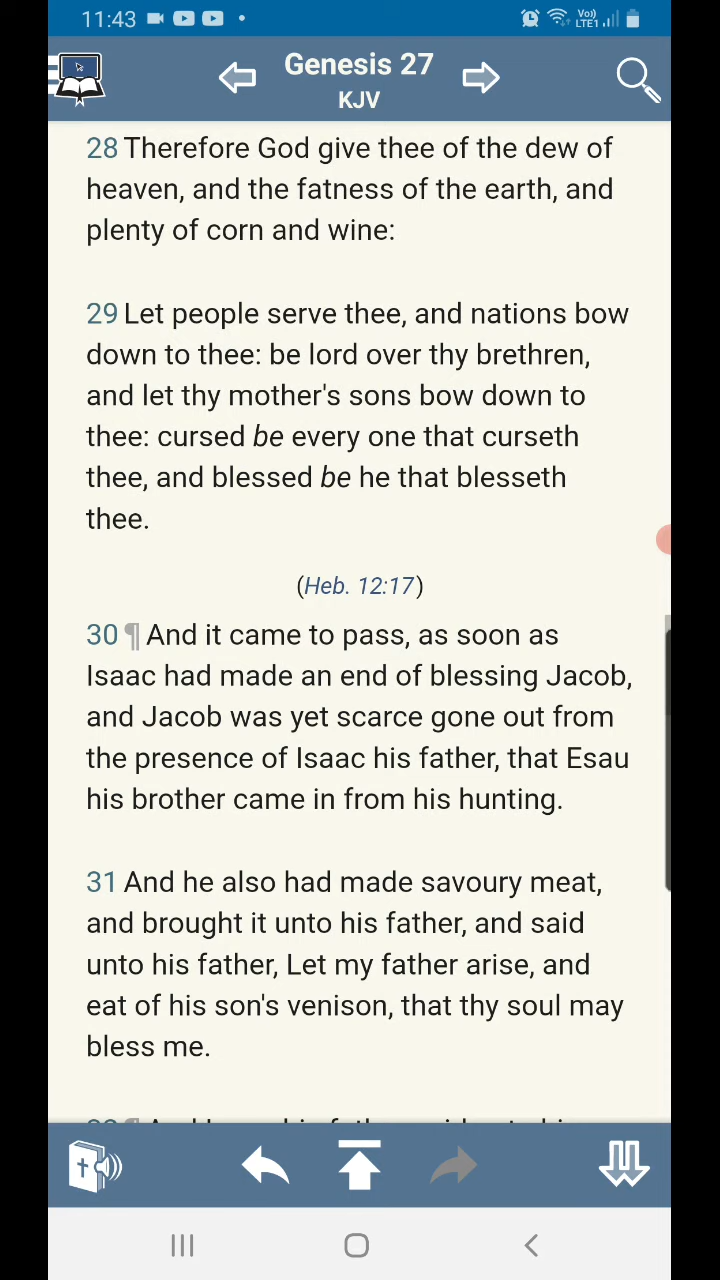 11:43
Vo)
LTE1
Genesis 27
KJV
28 Therefore God give thee of the dew of
heaven, and the fatness of the earth, and
plenty of corn and wine:
29 Let people serve thee, and nations bow
down to thee: be lord over thy brethren,
and let thy mother's sons bow down to
thee: cursed be every one that curseth
thee, and blessed be he that blesseth
thee.
(Heb. 12:17)
30 ¶ And it came to pass, as soon as
Isaac had made an end of blessing Jacob,
and Jacob was yet scarce gone out from
the presence of Isaac his father, that Esau
his brother came in from his hunting.
31 And he also had made savoury meat,
and brought it unto his father, and said
unto his father, Let my father arise, and
eat of his son's venison, that thy soul may
bless me.